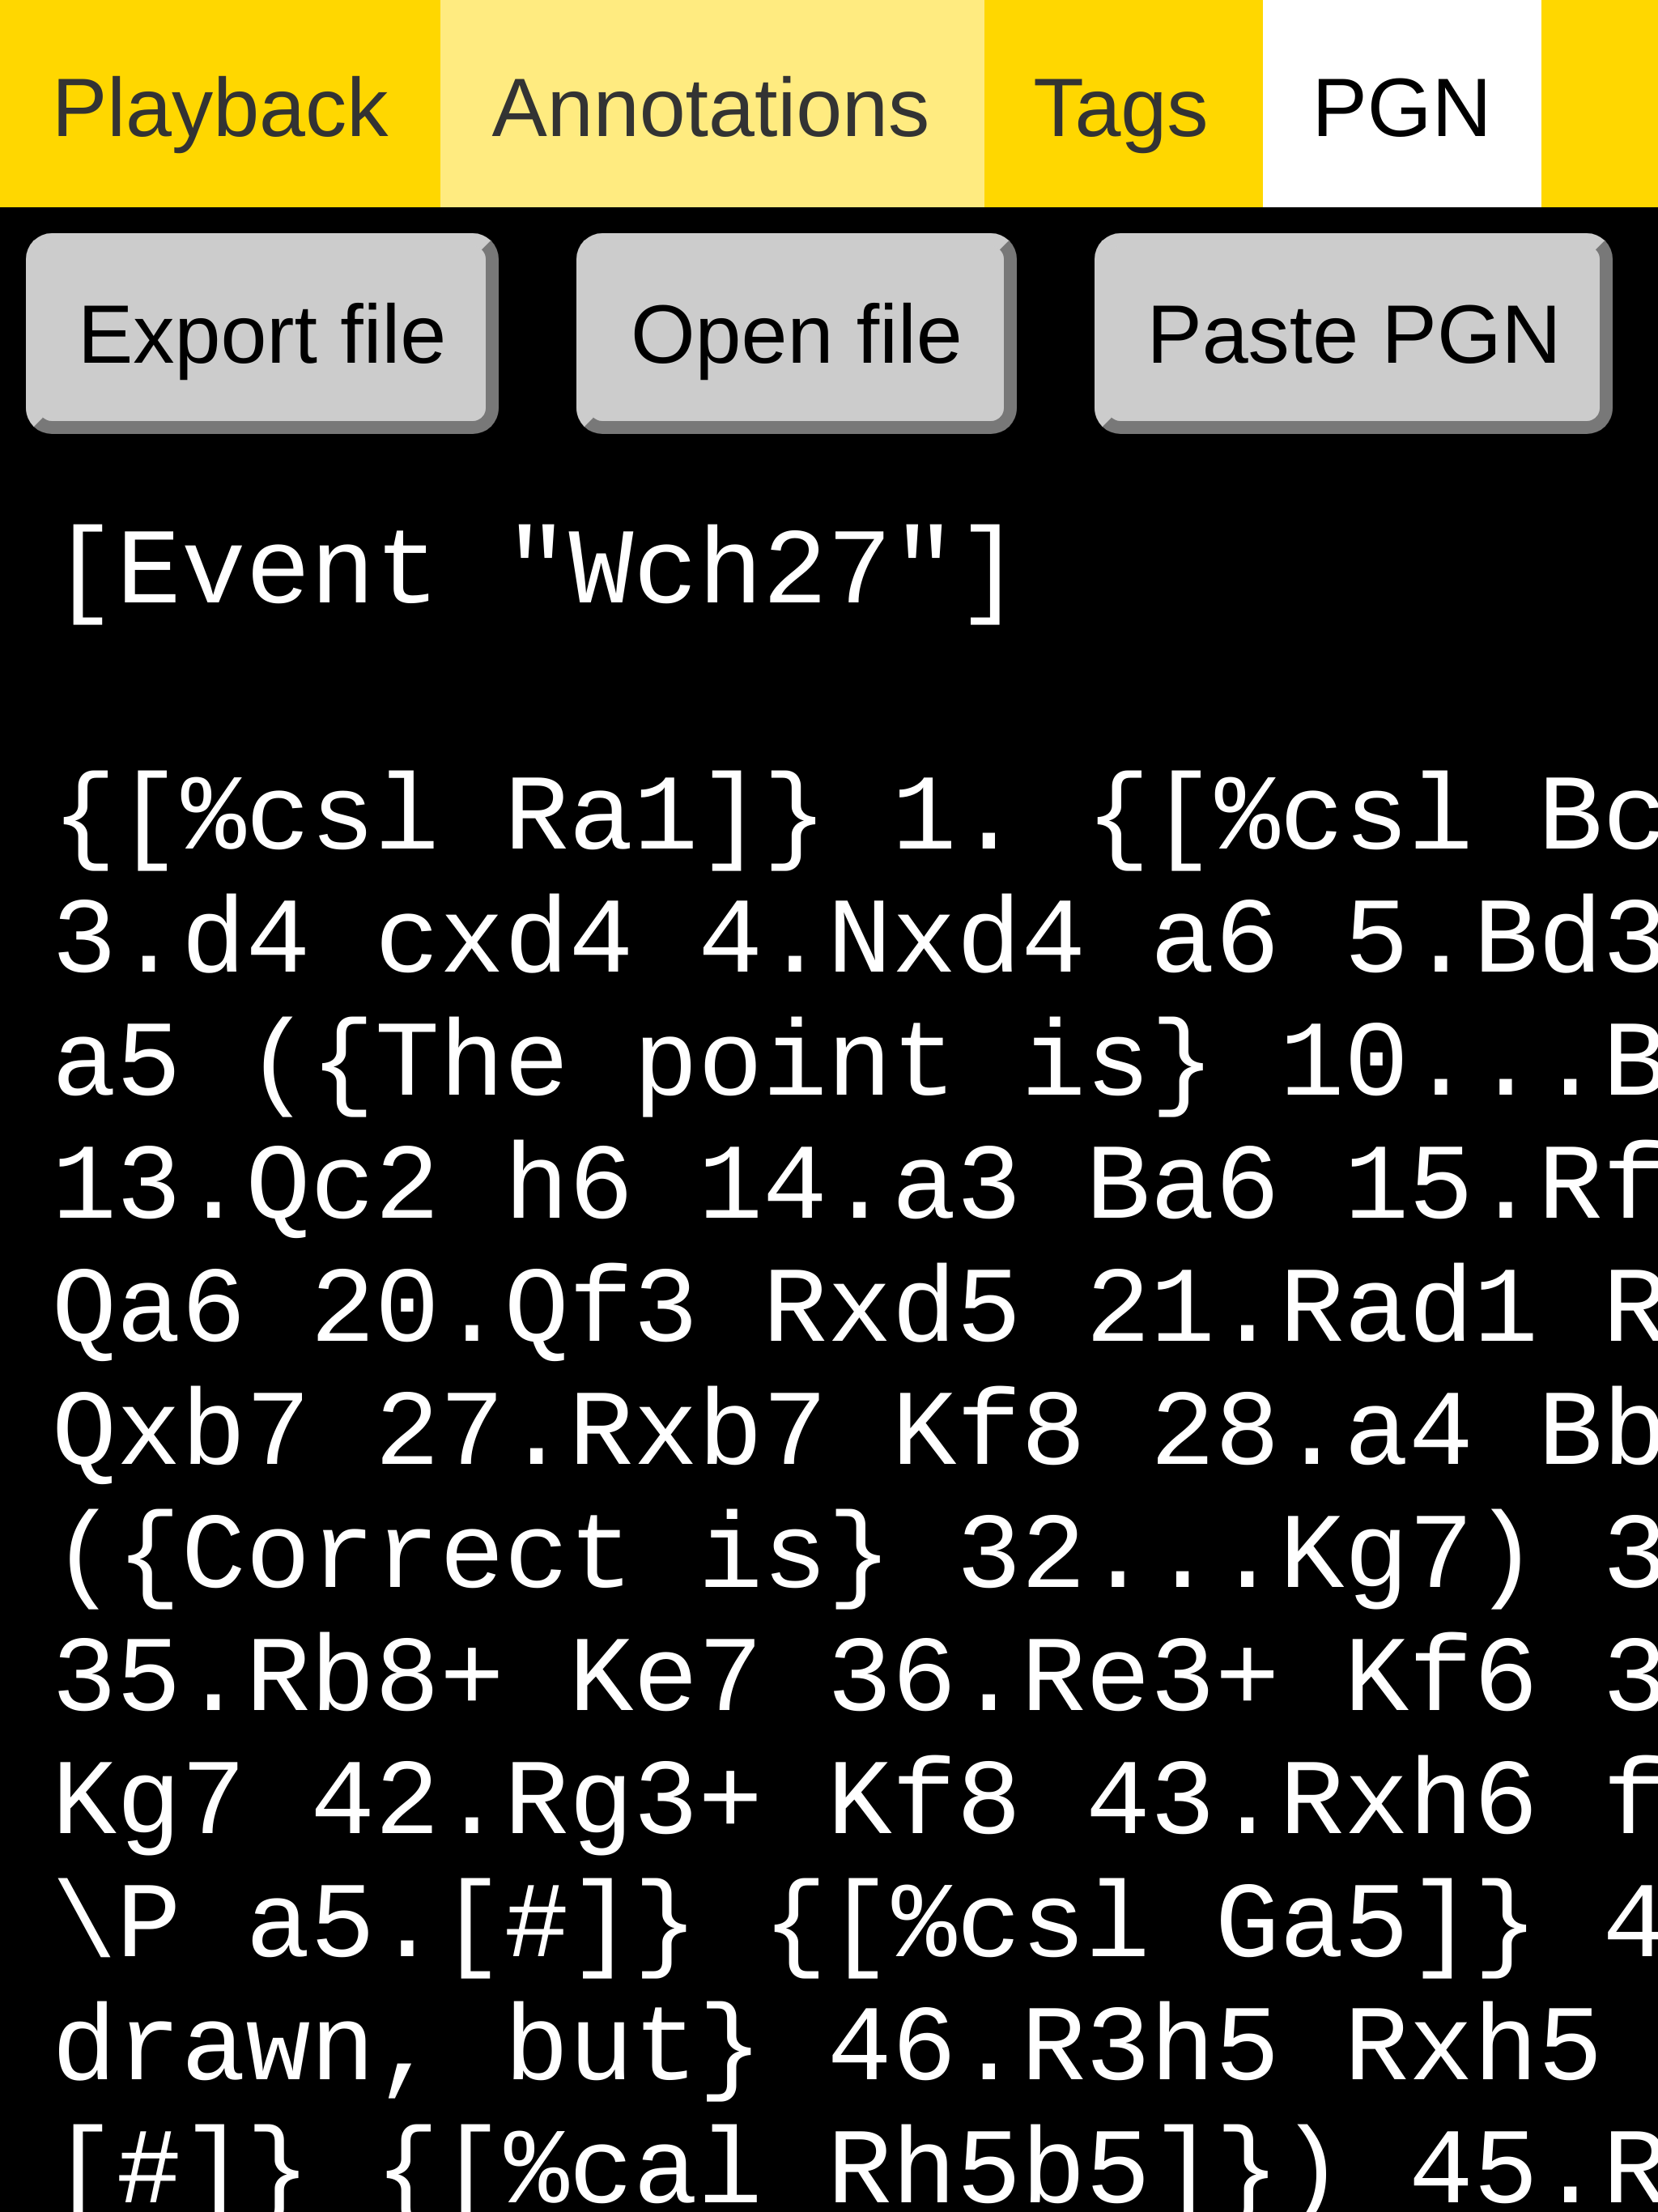 Playback Annotations Tags PGN
Export file Open file Paste PGN
[Event "Wch27"]
{[%csl Ra1]} 1. {[%csl Bc
3.d4 cxd4 4.Nxd4 a6 5.Bd3
a5 ({The point is} 10...B
13.Qc2 h6 14.a3 Ba6 15.Rf
Qa6 20.Qf3 Rxd5 21.Rad1 R
Qxb7 27.Rxb7 Kf8 28.a4 Bb
({Correct is} 32...Kg7) 3
35.Rb8+ Ke7 36.Re3+ Kf6 3
Kg7 42.Rg3+ Kf8 43.Rxh6 f
\P a5.[#]} {[%csl Ga5]} 4
drawn, but} 46.R3h5 Rxh5
[#]} {[%cal Rh5b5]}) 45.R